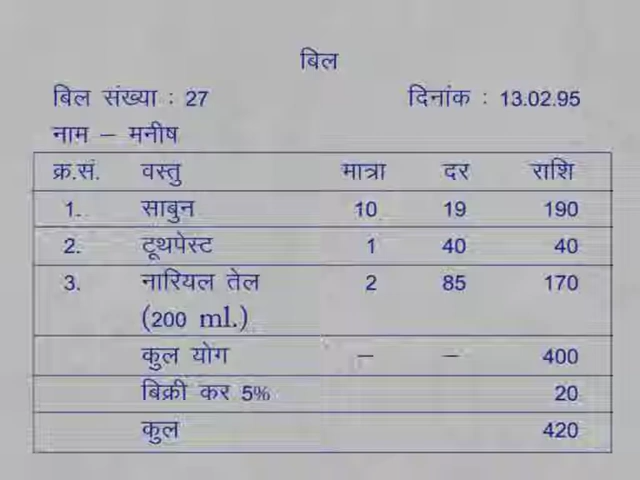 बिल
बिल संख्या : 27 दिनांक : 13.02.95
नाम – मनीष
क्र.सं. वस्तु मात्रा दर राशि
1. साबुन 10 19 190
2. टूथपेस्ट 1 40 40
3. नारियल तेल 2 85 170
(200 ml.)
कुल योग – – 400
बिक्री कर 5% 20
कुल 420